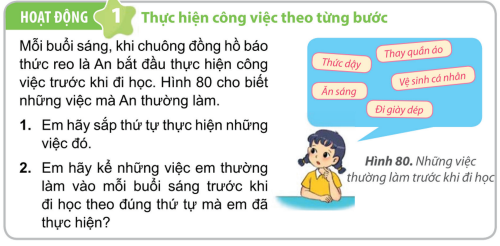 HOẠT ĐỘNG 1 Thực hiện công việc theo từng bước
Mỗi buổi sáng, khi chuông đồng hồ báo
thức reo là An bắt đầu thực hiện công
việc trước khi đi học. Hình 80 cho biết
những việc mà An thường làm.
1. Em hãy sắp thứ tự thực hiện những
việc đó.
2. Em hãy kể những việc em thường
làm vào mỗi buổi sáng trước khi
đi học theo đúng thứ tự mà em đã
thực hiện?
Thức dậy
Thay quần áo
Ăn sáng
Vệ sinh cá nhân
Đi giày dép
Hình 80. Những việc
thường làm trước khi đi học